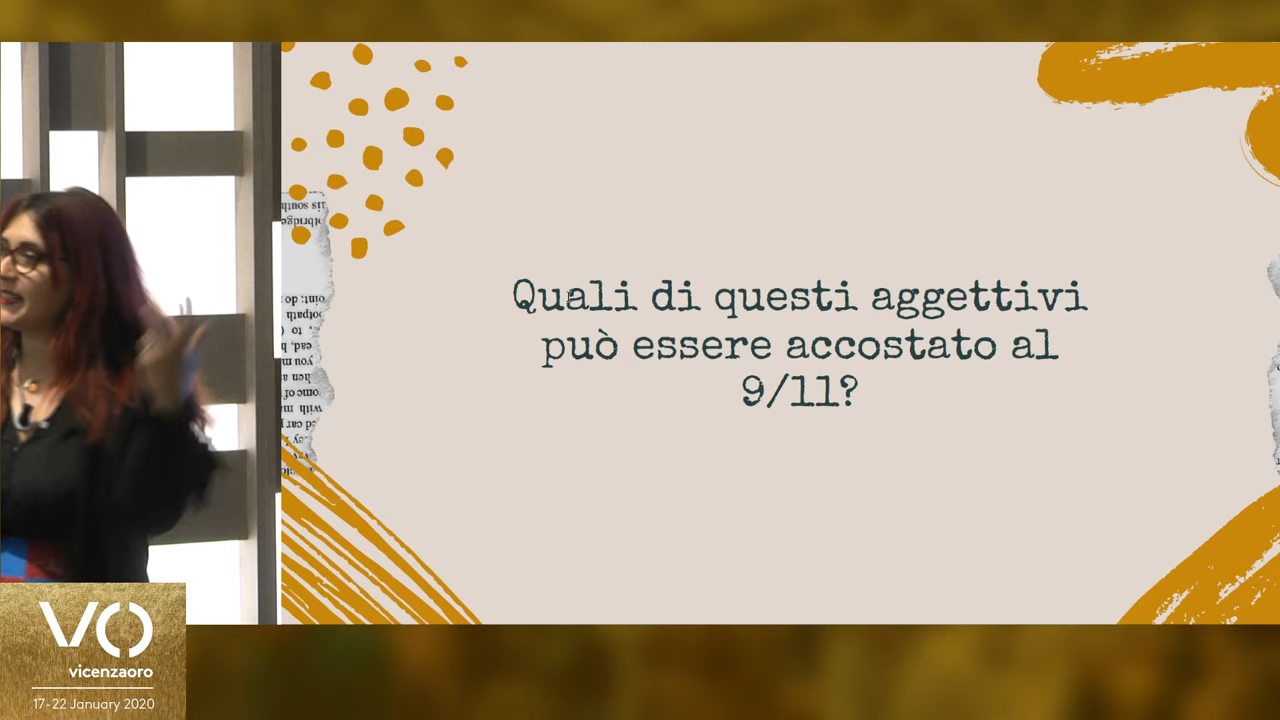 Quali di questi aggettivi
può essere accostato al
9/11?
VO
vicenzaoro
17-22 January 2020